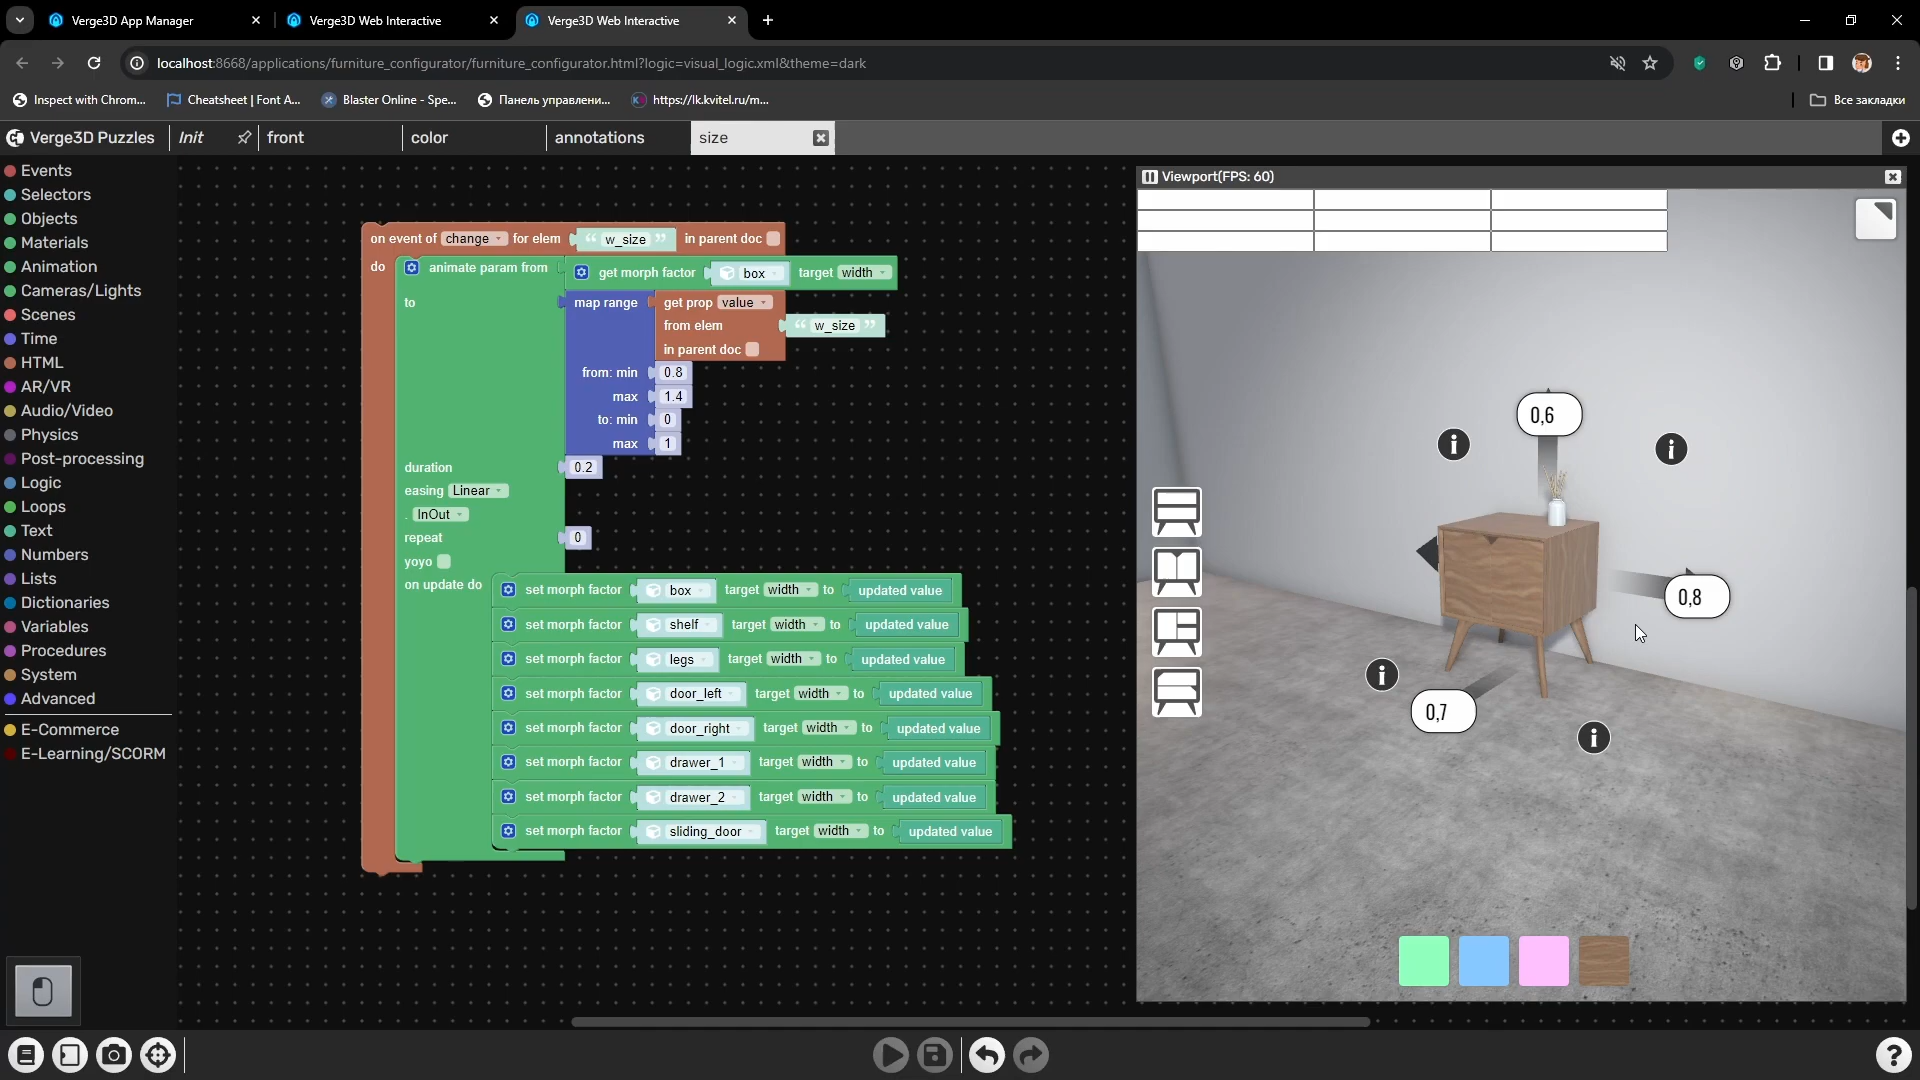 Verge3D App Manager
Verge3D Web Interactive
Verge3D Web Interactive
localhost:8668/applications/furniture_configurator/furniture_configurator.html?logic=visual_logic.xml&theme=dark
Inspect with Chrom...
Cheatsheet | Font A...
Blaster Online - Spe...
Панель управлени...
https://lk.kvitel.ru/m...
Все закладки
Verge3D Puzzles
Init
front
color
annotations
size
Events
Selectors
Objects
Materials
Animation
Cameras/Lights
Scenes
Time
HTML
AR/VR
Audio/Video
Physics
Post-processing
Logic
Loops
Text
Numbers
Lists
Dictionaries
Variables
Procedures
System
Advanced
E-Commerce
E-Learning/SCORM
on event of change for elem “ w_size ” in parent doc
do animate param from get morph factor box target width
to map range get prop value
from elem “ w_size ”
in parent doc
from: min 0.8
max 1.4
to: min 0
max 1
duration 0.2
easing Linear
. InOut
repeat 0
yoyo
on update do set morph factor box target width to updated value
set morph factor shelf target width to updated value
set morph factor legs target width to updated value
set morph factor door_left target width to updated value
set morph factor door_right target width to updated value
set morph factor drawer_1 target width to updated value
set morph factor drawer_2 target width to updated value
set morph factor sliding_door target width to updated value
Viewport(FPS: 60)
0,6
0,8
0,7